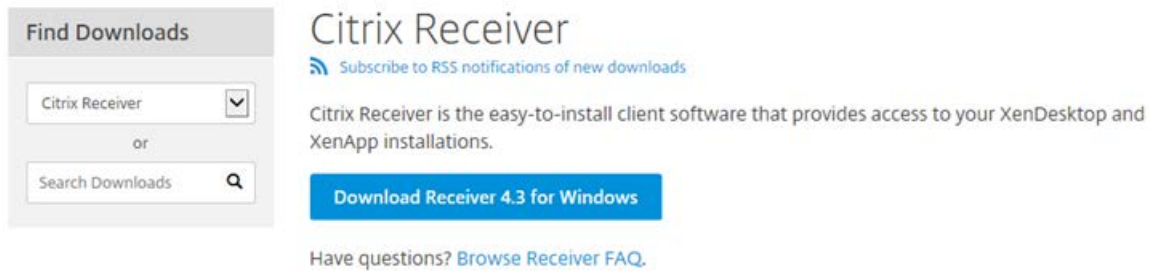 Find Downloads
Citrix Receiver
or
Search Downloads
Citrix Receiver
Subscribe to RSS notifications of new downloads
Citrix Receiver is the easy-to-install client software that provides access to your XenDesktop and
XenApp installations.
Download Receiver 4.3 for Windows
Have questions? Browse Receiver FAQ.